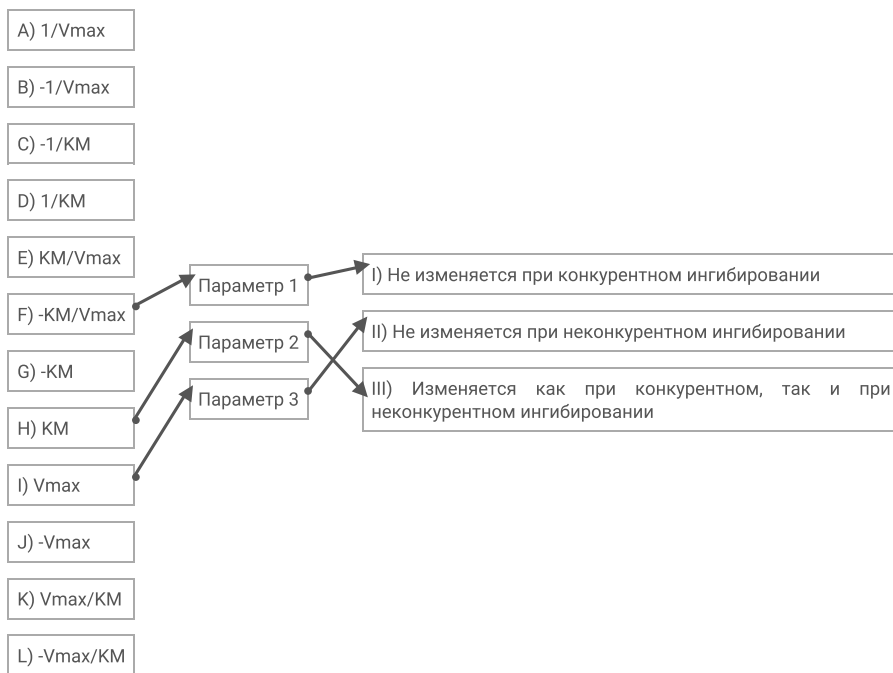 A) 1/Vmax
B) -1/Vmax
C) -1/KM
D) 1/KM
E) KM/Vmax
F) -KM/Vmax
G) -KM
H) KM
I) Vmax
J) -Vmax
K) Vmax/KM
L) -Vmax/KM
Параметр 1
Параметр 2
Параметр 3
I) Не изменяется при конкурентном ингибировании
II) Не изменяется при неконкурентном ингибировании
III) Изменяется как при конкурентном, так и при
неконкурентном ингибировании